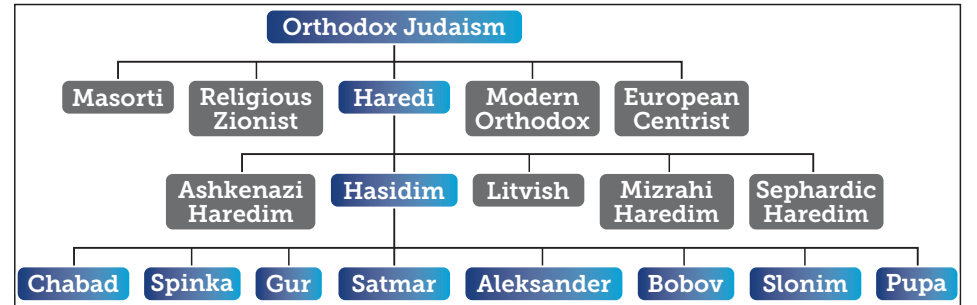 Orthodox Judaism
Masorti
Religious
Zionist
Haredi
Modern
Orthodox
European
Centrist
Ashkenazi
Haredim
Hasidim
Litvish
Mizrahi
Haredim
Sephardic
Haredim
Chabad
Spinka
Gur
Satmar
Aleksander
Bobov
Slonim
Pupa